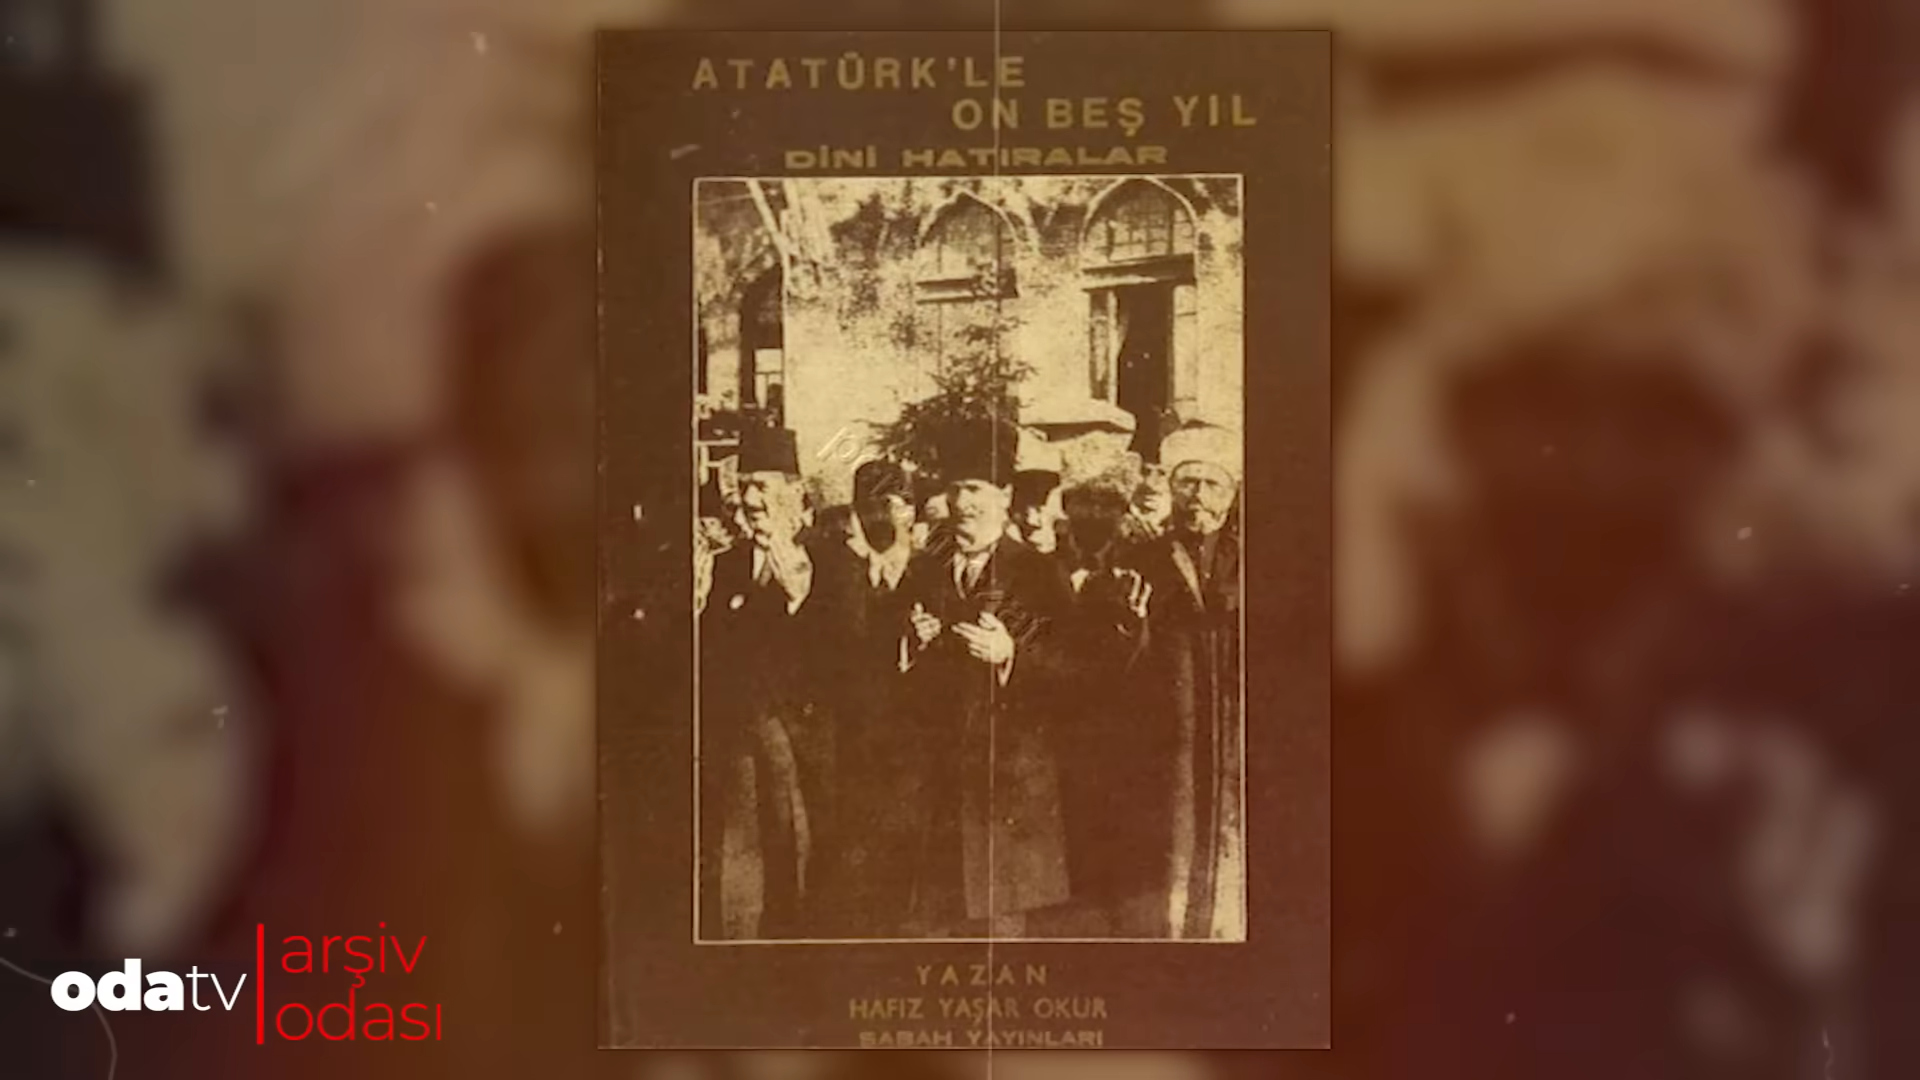 ATATÜRK'LE
ON BEŞ YIL
DİNİ HATIRALAR
YAZAN
HAFIZ YAŞAR OKUR
SABAH YAYINLARI
odatv
arşiv
odası